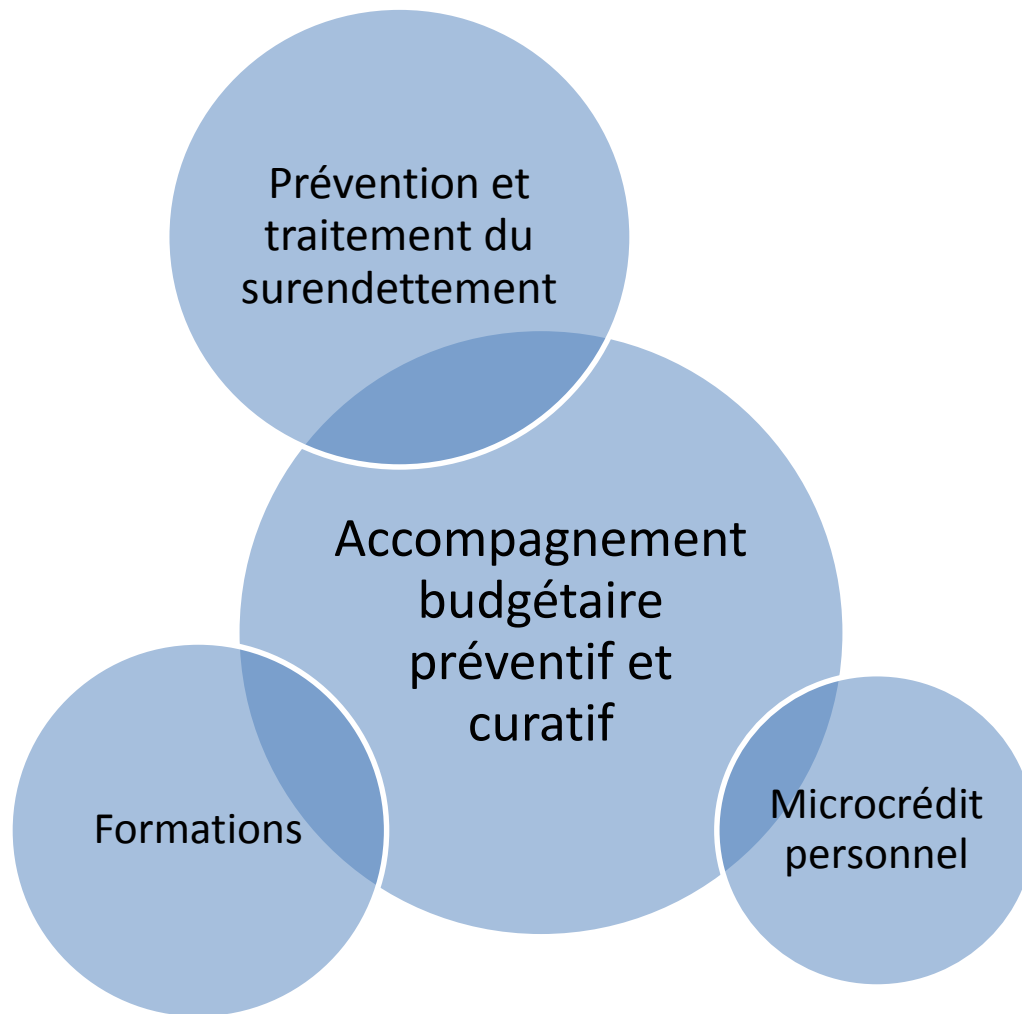 Prévention et
traitement du
surendettement
Accompagnement
budgétaire
préventif et
curatif
Formations
Microcrédit
personnel